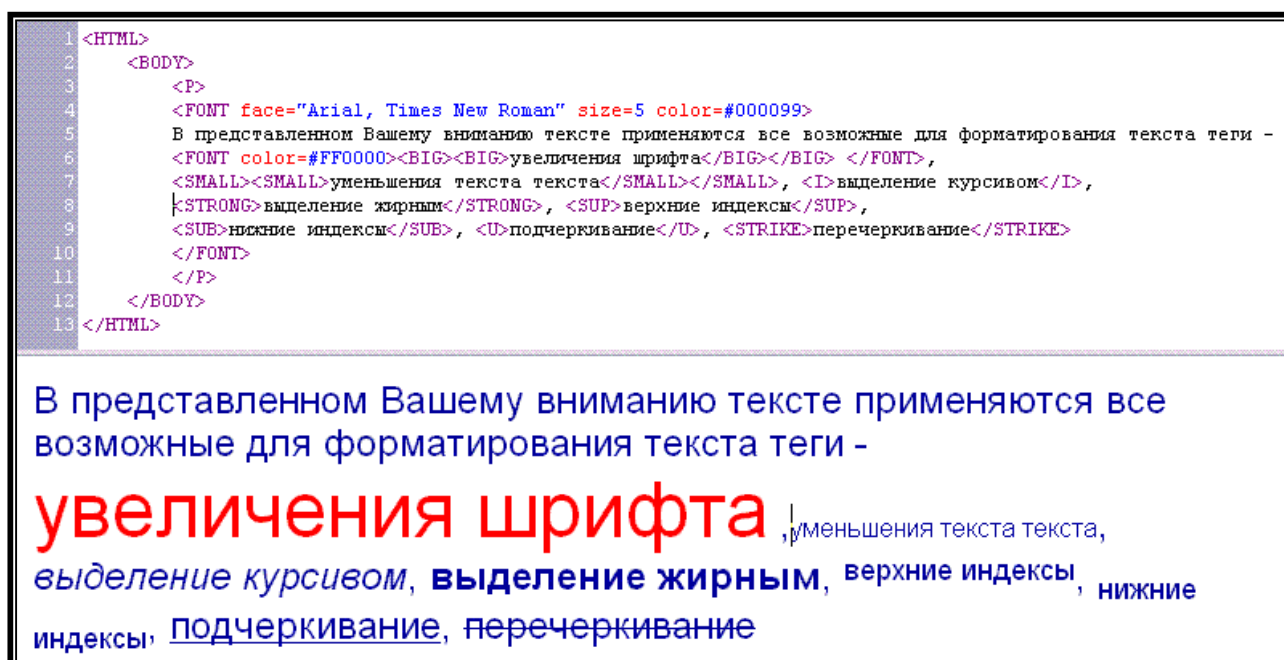 1 <HTML>
2 <BODY>
3 <P>
4 <FONT face="Arial, Times New Roman" size=5 color=#000099>
5 В представленном Вашему вниманию тексте применяются все возможные для форматирования текста теги -
6 <FONT color=#FF0000><BIG><BIG>увеличения шрифта</BIG></BIG> </FONT>,
7 <SMALL><SMALL>уменьшения текста текста</SMALL></SMALL>, <I>выделение курсивом</I>,
8 <STRONG>выделение жирным</STRONG>, <SUP>верхние индексы</SUP>,
9 <SUB>нижние индексы</SUB>, <U>подчеркивание</U>, <STRIKE>перечеркивание</STRIKE>
10 </FONT>
11 </P>
12 </BODY>
13 </HTML>
В представленном Вашему вниманию тексте применяются все
возможные для форматирования текста теги -
увеличения шрифта ,уменьшения текста текста,
выделение курсивом, выделение жирным, верхние индексы, нижние
индексы, подчеркивание, перечеркивание